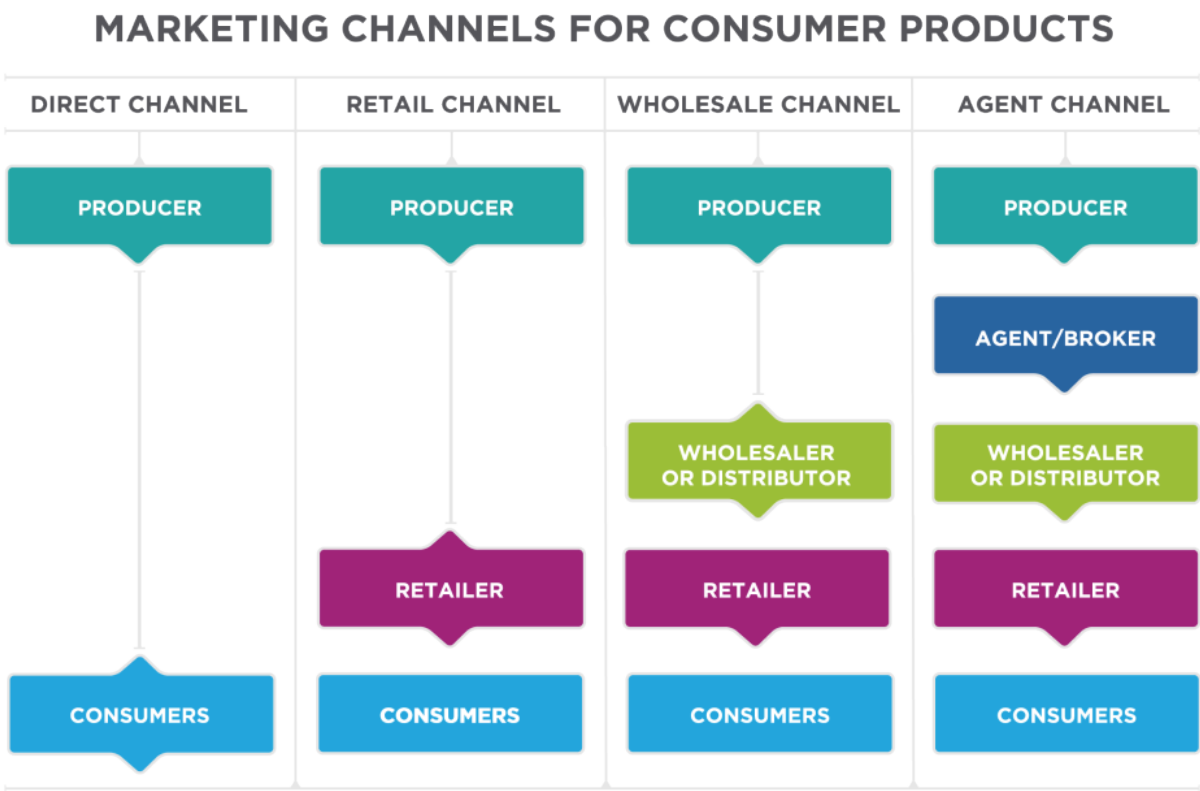 MARKETING CHANNELS FOR CONSUMER PRODUCTS
DIRECT CHANNEL
RETAIL CHANNEL
WHOLESALE CHANNEL
AGENT CHANNEL
PRODUCER
PRODUCER
PRODUCER
PRODUCER
AGENT/BROKER
WHOLESALER
OR DISTRIBUTOR
WHOLESALER
OR DISTRIBUTOR
RETAILER
RETAILER
RETAILER
CONSUMERS
CONSUMERS
CONSUMERS
CONSUMERS